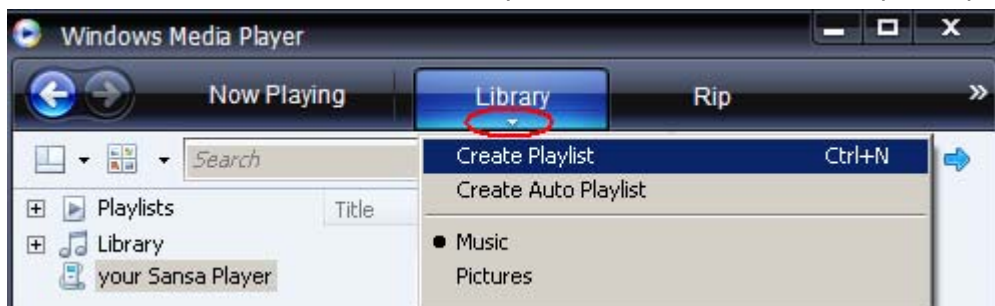 Windows Media Player
Now Playing Library Rip »
Search
Create Playlist Ctrl+N
Create Auto Playlist
Playlists Title
Library
Music
your Sansa Player
Pictures